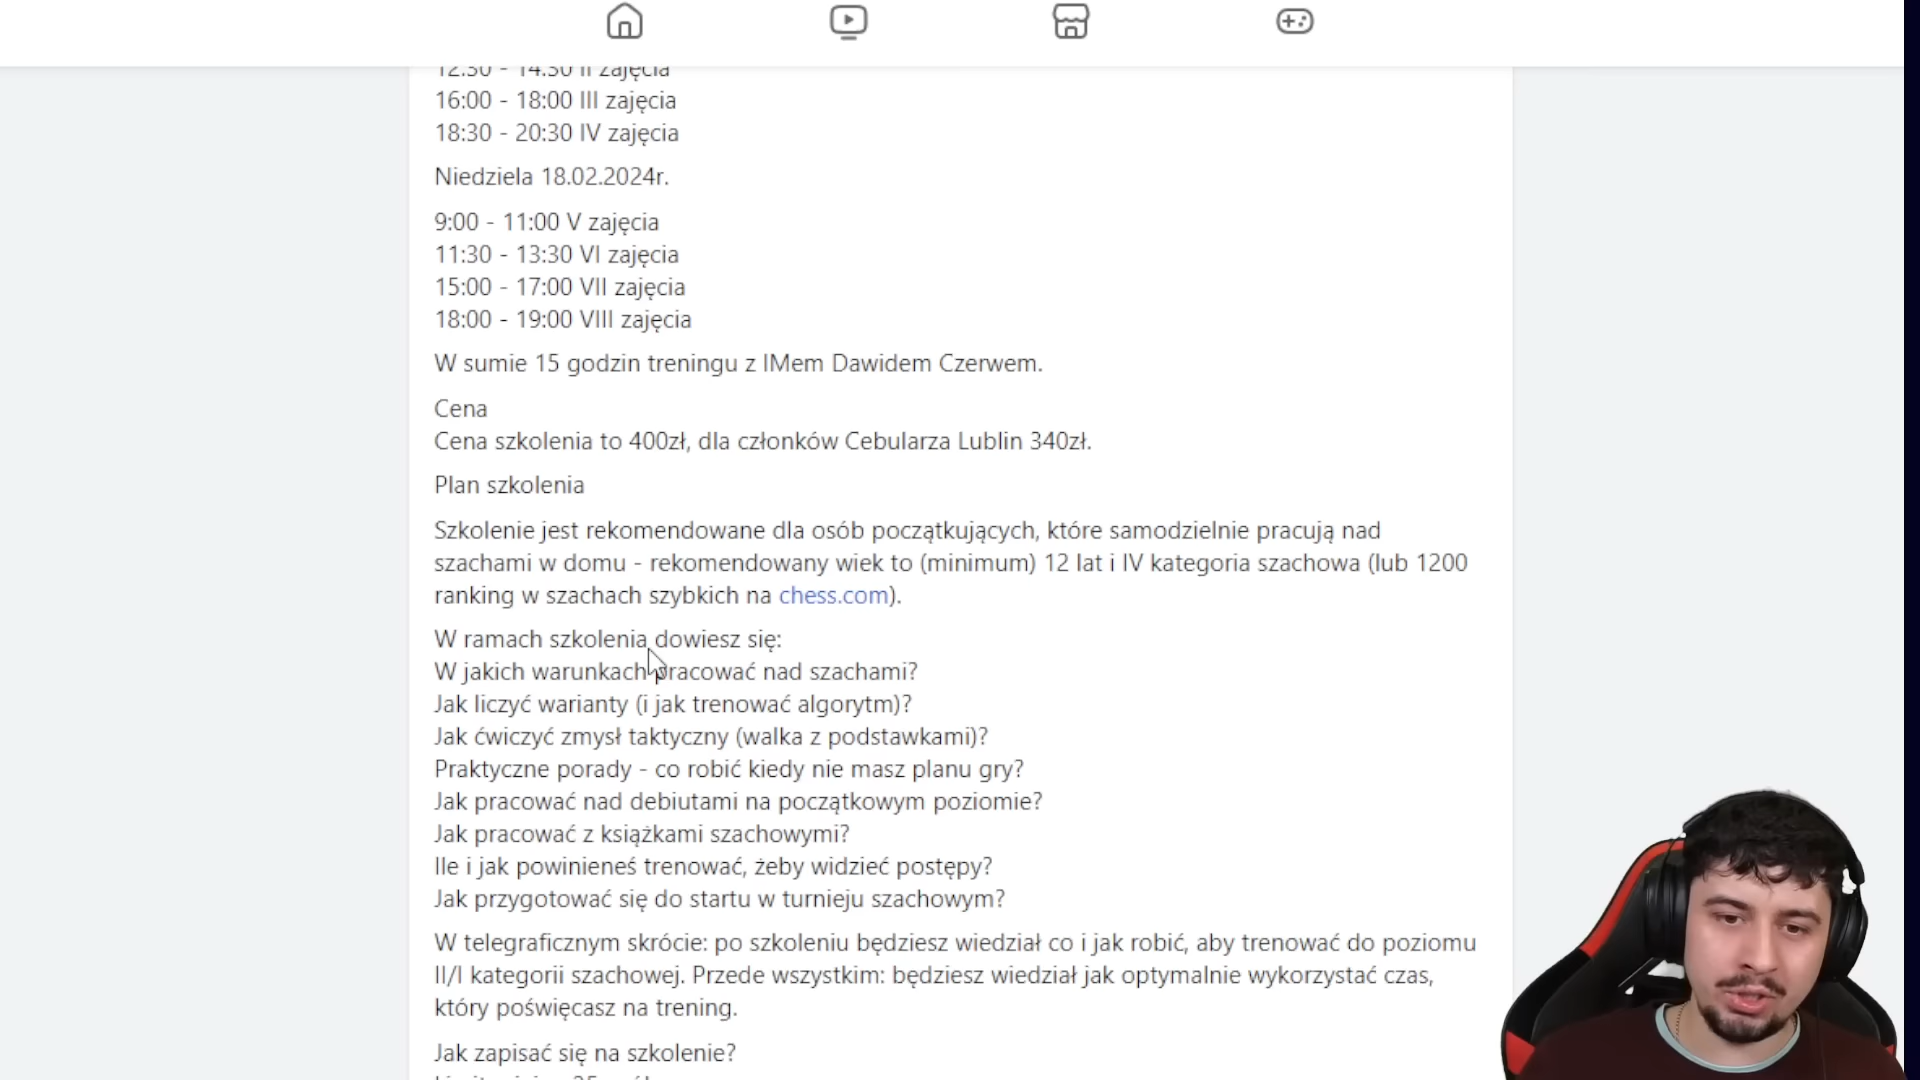 12:30 - 14:30 II zajęcia
16:00 - 18:00 III zajęcia
18:30 - 20:30 IV zajęcia
Niedziela 18.02.2024r.
9:00 - 11:00 V zajęcia
11:30 - 13:30 VI zajęcia
15:00 - 17:00 VII zajęcia
18:00 - 19:00 VIII zajęcia
W sumie 15 godzin treningu z IMem Dawidem Czerwem.
Cena
Cena szkolenia to 400zł, dla członków Cebularza Lublin 340zł.
Plan szkolenia
Szkolenie jest rekomendowane dla osób początkujących, które samodzielnie pracują nad
szachami w domu - rekomendowany wiek to (minimum) 12 lat i IV kategoria szachowa (lub 1200
ranking w szachach szybkich na chess.com).
W ramach szkolenia dowiesz się:
W jakich warunkach pracować nad szachami?
Jak liczyć warianty (i jak trenować algorytm)?
Jak ćwiczyć zmysł taktyczny (walka z podstawkami)?
Praktyczne porady - co robić kiedy nie masz planu gry?
Jak pracować nad debiutami na początkowym poziomie?
Jak pracować z książkami szachowymi?
Ile i jak powinieneś trenować, żeby widzieć postępy?
Jak przygotować się do startu w turnieju szachowym?
W telegraficznym skrócie: po szkoleniu będziesz wiedział co i jak robić, aby trenować do poziomu
II/I kategorii szachowej. Przede wszystkim: będziesz wiedział jak optymalnie wykorzystać czas,
który poświęcasz na trening.
Jak zapisać się na szkolenie?